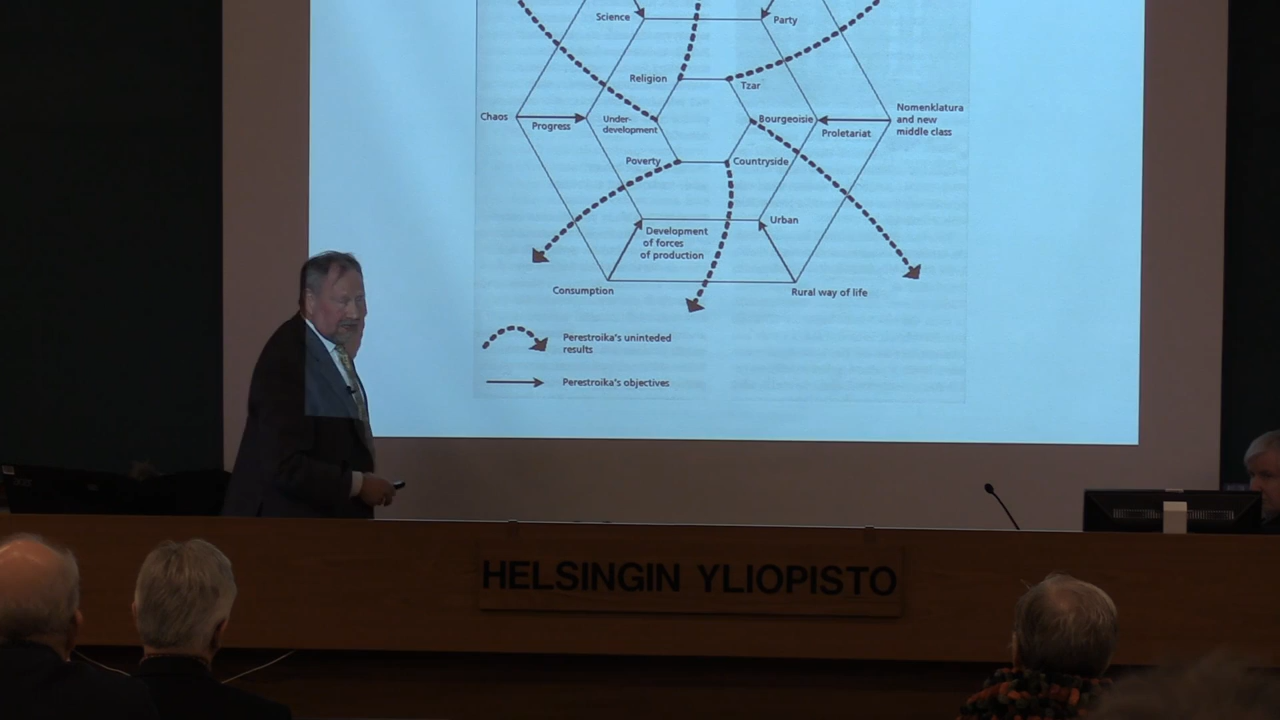 Science
Party
Religion
Tzar
Chaos
Progress
Under-
development
Bourgeoisie
Proletariat
Nomenklatura
and new
middle class
Poverty
Countryside
Urban
Development
of forces
of production
Consumption
Rural way of life
Perestroika's uninteded
results
Perestroika's objectives
HELSINGIN YLIOPISTO